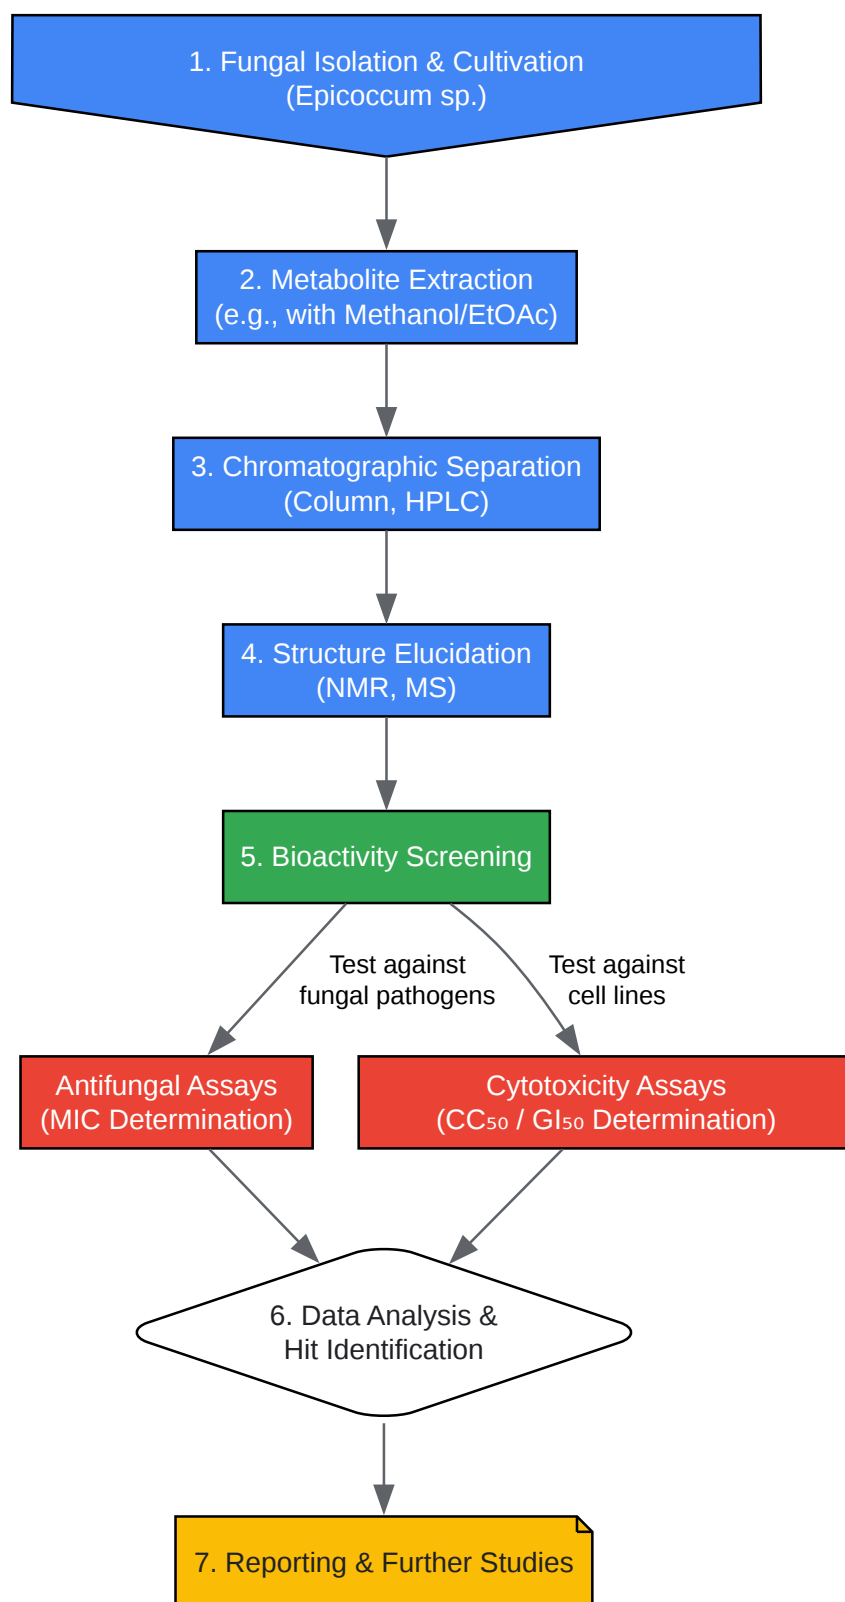 1. Fungal Isolation & Cultivation
(Epicoccum sp.)
2. Metabolite Extraction
(e.g., with Methanol/EtOAc)
3. Chromatographic Separation
(Column, HPLC)
4. Structure Elucidation
(NMR, MS)
5. Bioactivity Screening
Test against
fungal pathogens
Test against
cell lines
Antifungal Assays
(MIC Determination)
Cytotoxicity Assays
(CC₅₀ / GI₅₀ Determination)
6. Data Analysis &
Hit Identification
7. Reporting & Further Studies